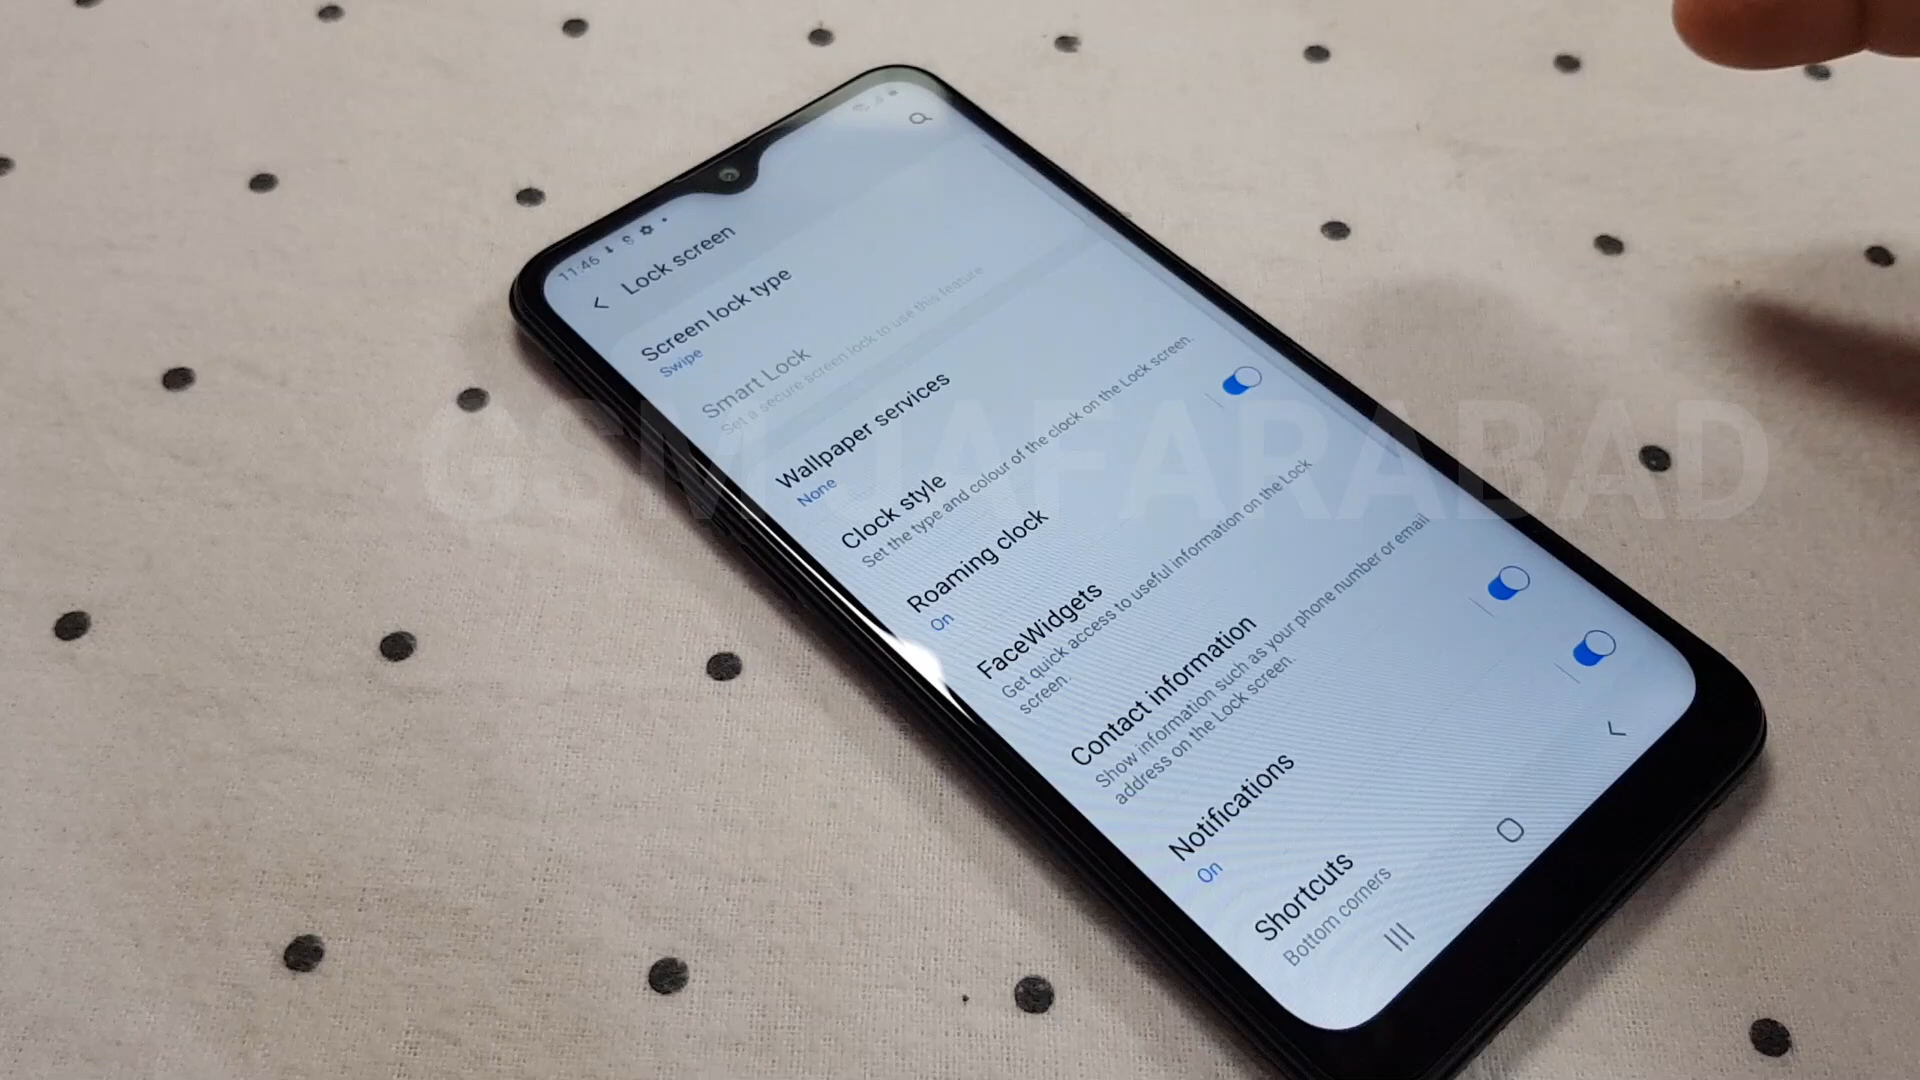 11:46
Lock screen
Screen lock type
Swipe
Smart Lock
Set a secure screen lock to use this feature
Wallpaper services
None
Clock style
Set the type and colour of the clock on the Lock screen.
Roaming clock
On
FaceWidgets
Get quick access to useful information on the Lock
screen.
Contact information
Show information such as your phone number or email
address on the Lock screen.
Notifications
On
Shortcuts
Bottom corners
GSM JAFARABAD